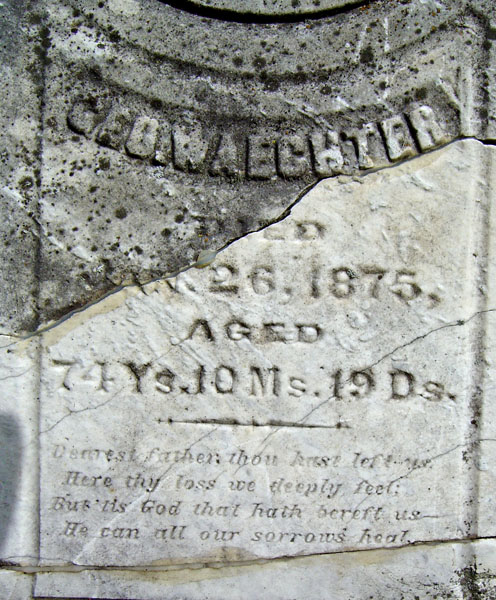 GEO. WAECHTER
DIED
26, 1875,
AGED
74 Ys. 10 Ms. 19 Ds.
Dearest father, thou hast left us,
Here thy loss we deeply feel;
But 'tis God that hath bereft us—
He can all our sorrows heal.